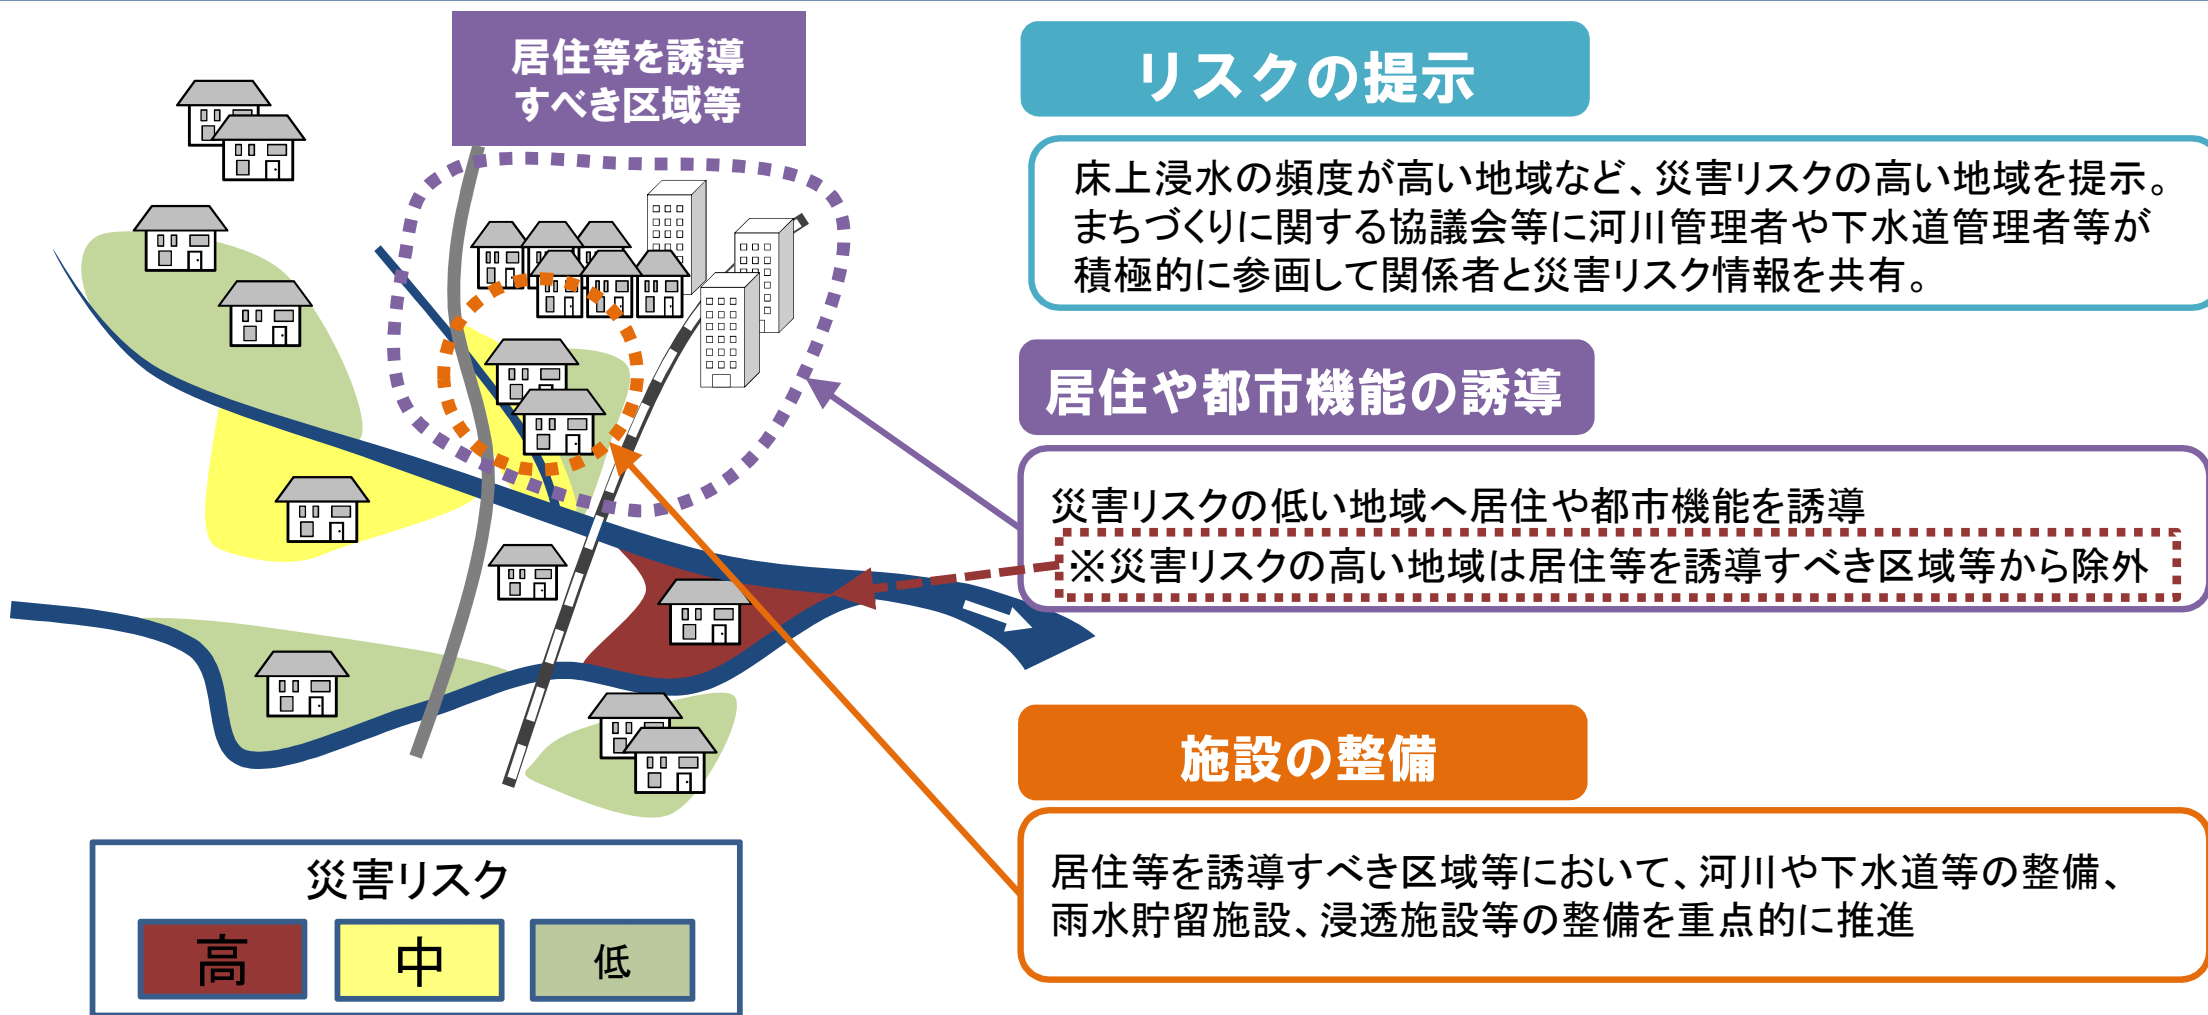 居住等を誘導
すべき区域等
リスクの提示
床上浸水の頻度が高い地域など、災害リスクの高い地域を提示。
まちづくりに関する協議会等に河川管理者や下水道管理者等が
積極的に参画して関係者と災害リスク情報を共有。
居住や都市機能の誘導
災害リスクの低い地域へ居住や都市機能を誘導
※災害リスクの高い地域は居住等を誘導すべき区域等から除外
施設の整備
居住等を誘導すべき区域等において、河川や下水道等の整備、
雨水貯留施設、浸透施設等の整備を重点的に推進
災害リスク
高 中 低